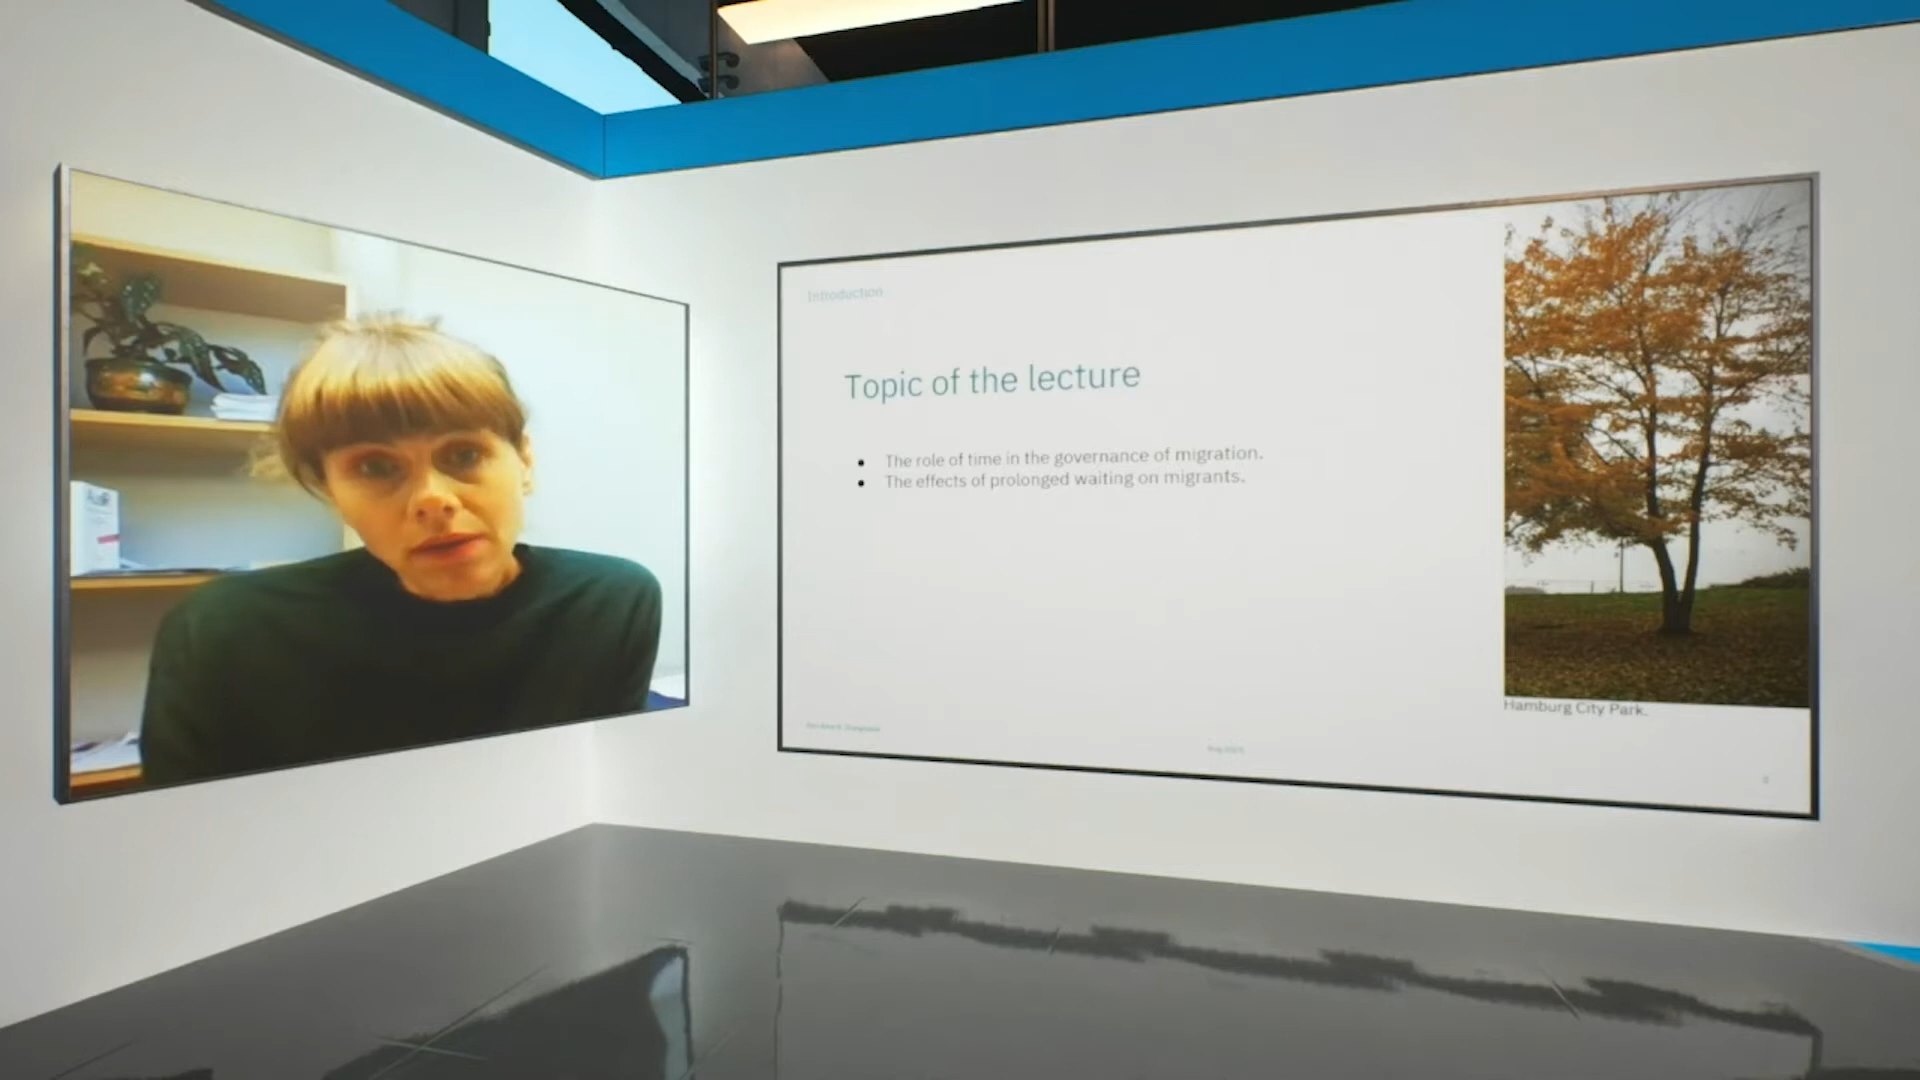 Introduction
Topic of the lecture
The role of time in the governance of migration.
The effects of prolonged waiting on migrants.
Hamburg City Park.